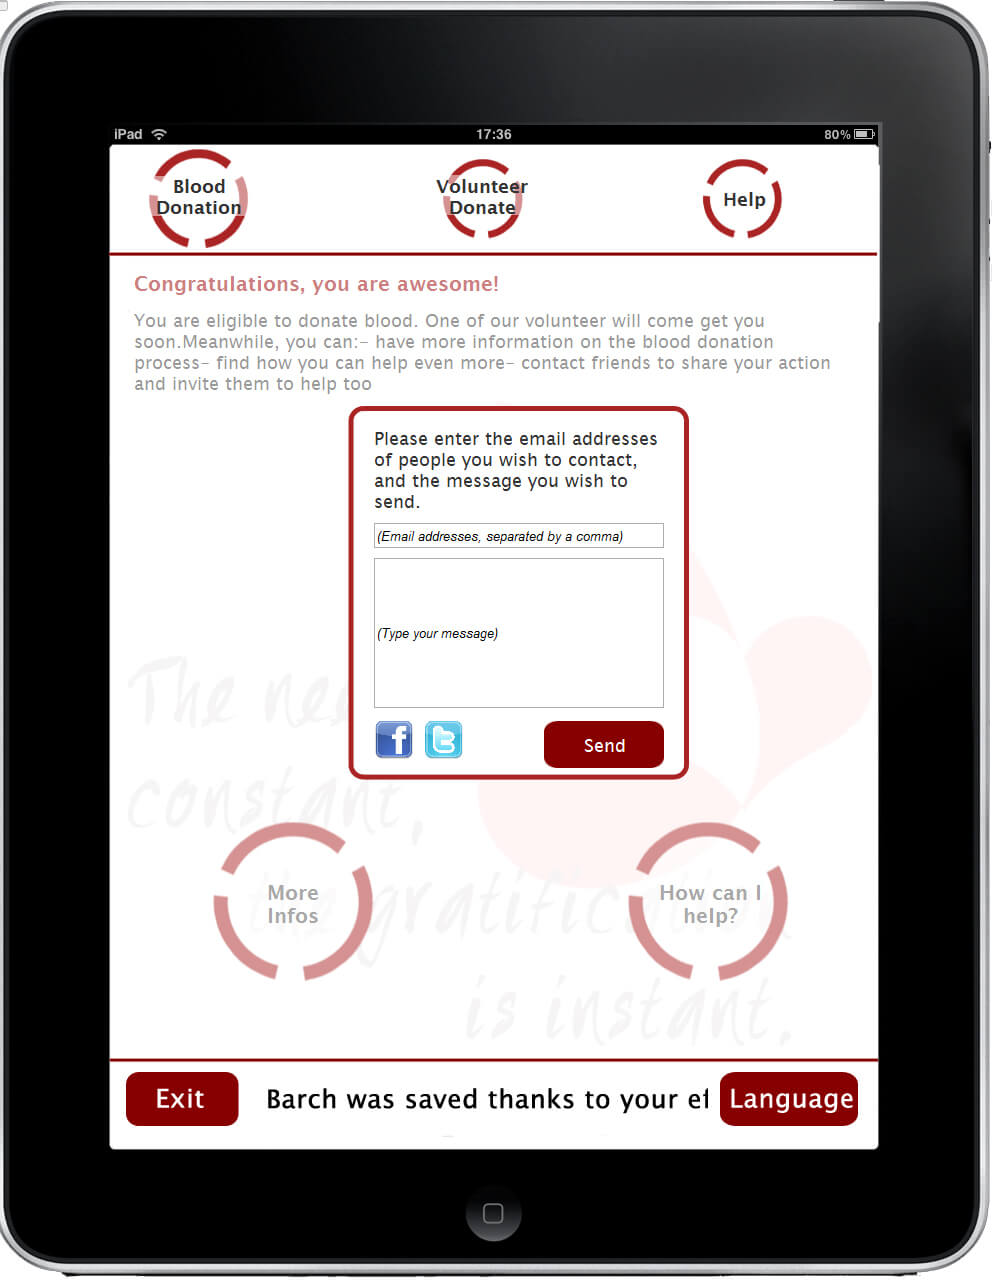 iPad 17:36 80%
Blood
Donation
Volunteer
Donate
Help
Congratulations, you are awesome!
You are eligible to donate blood. One of our volunteer will come get you
soon.Meanwhile, you can:- have more information on the blood donation
process- find how you can help even more- contact friends to share your action
and invite them to help too
Please enter the email addresses
of people you wish to contact,
and the message you wish to
send.
(Email addresses, separated by a comma)
(Type your message)
f t
Send
The nee
constant,
the gratification
is instant.
More
Infos
How can I
help?
Exit
Barch was saved thanks to your ef
Language